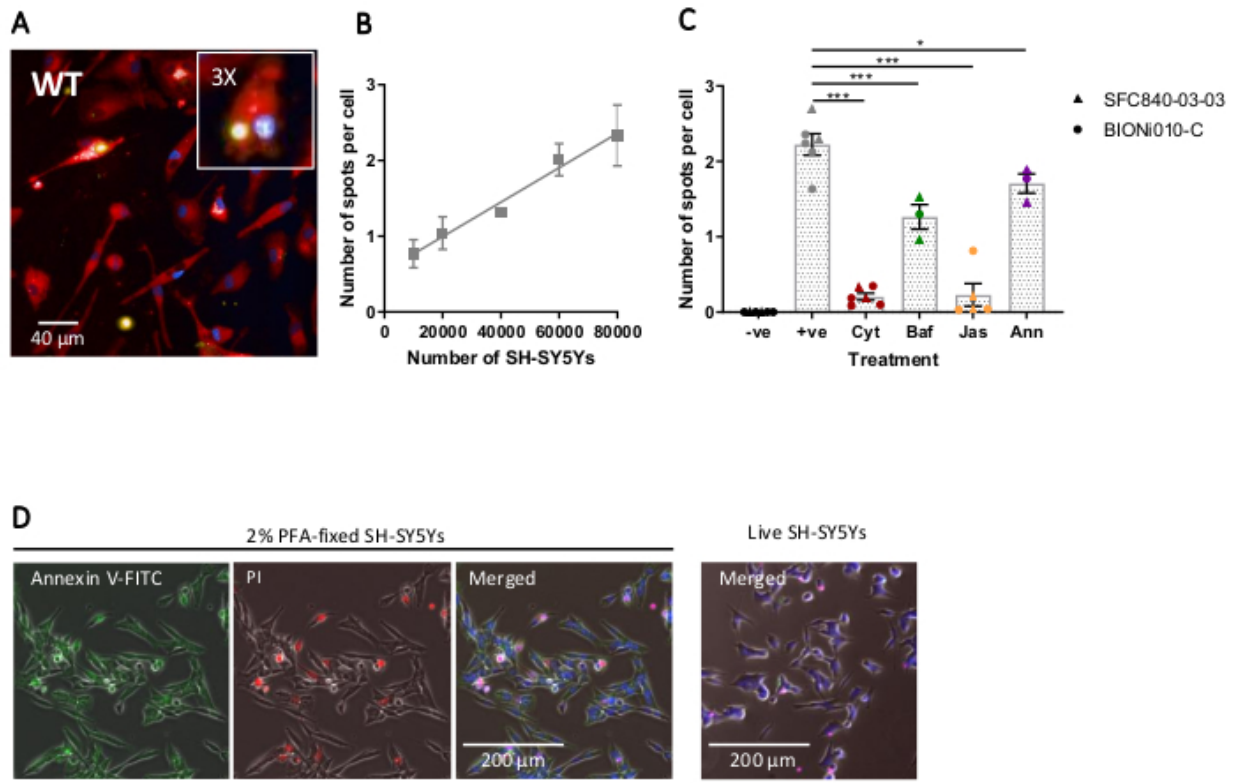 A
WT
3X
40 µm
B
Number of spots per cell
3
2
1
0
0 20000 40000 60000 80000
Number of SH-SY5Ys
C
Number of spots per cell
3
2
1
0
*
***
***
***
-ve +ve Cyt Baf Jas Ann
Treatment
SFC840-03-03
BIONi010-C
D
2% PFA-fixed SH-SY5Ys
Live SH-SY5Ys
Annexin V-FITC
PI
Merged
200 µm
Merged
200 µm